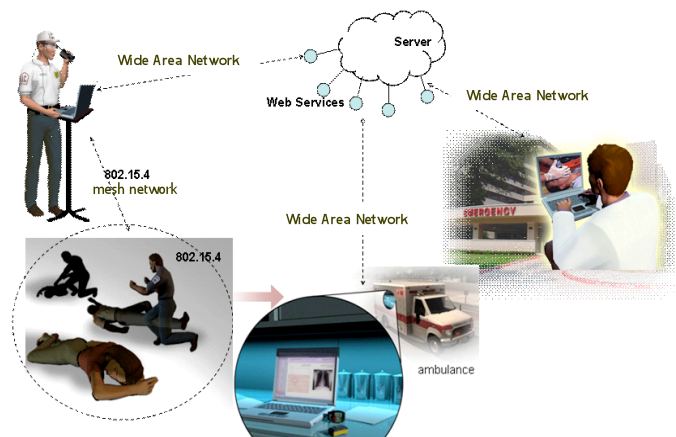 Server
Wide Area Network
Web Services
Wide Area Network
802.15.4
mesh network
EMERGENCY
Wide Area Network
802.15.4
ambulance